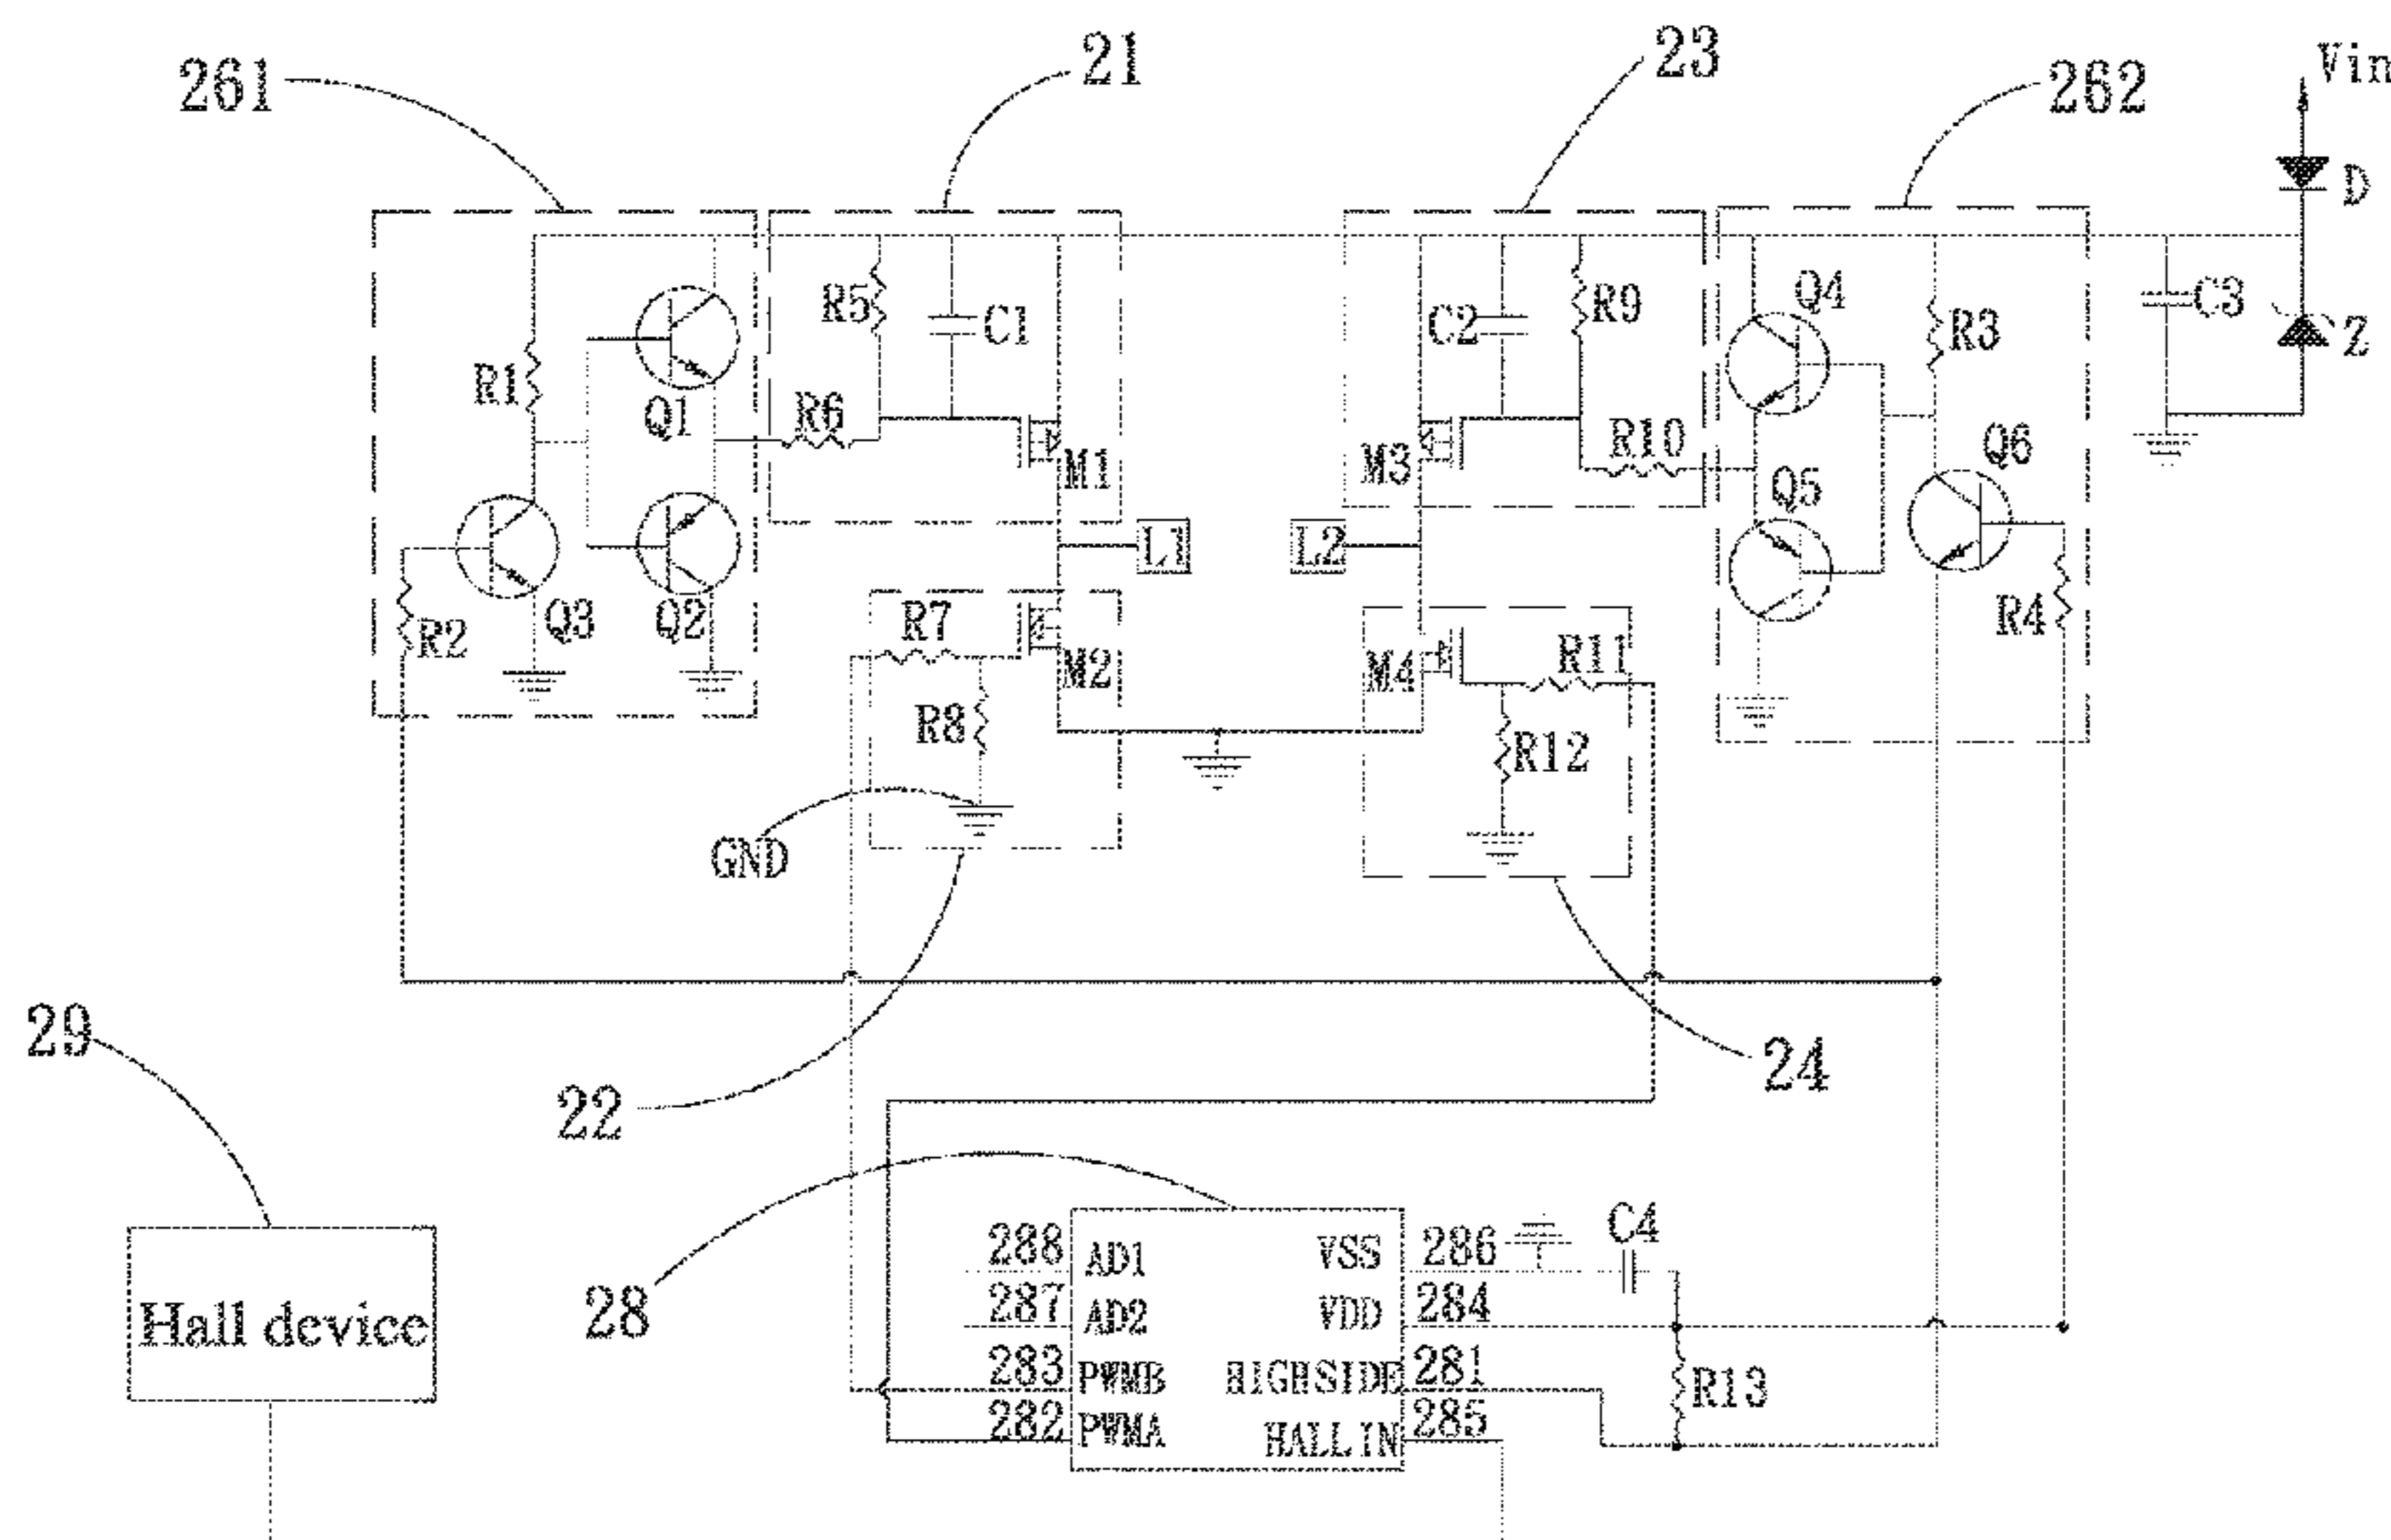 261
21
23
262
Vin
D
R5
C1
C2
R9
Q4
R3
C3
Z
R1
Q1
R6
M1
M3
R10
Q5
Q6
L1
L2
R2
Q3
Q2
R7
M2
M4
R11
R4
R8
R12
GND
29
22
24
Hall device
28
288 AD1 VSS 286 C4
287 AD2 VDD 284
283 PWMB HIGHSIDE 281 R13
282 PWMA HALLIN 285